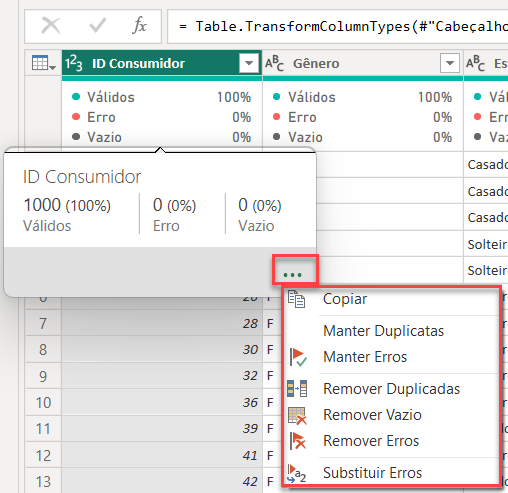 = Table.TransformColumnTypes(#"Cabeçalho
1²3 ID Consumidor ABC Gênero ABC Es
Válidos 100% Válidos 100%
Erro 0% Erro 0%
Vazio 0% Vazio 0%
ID Consumidor
1000 (100%) 0 (0%) 0 (0%)
Válidos Erro Vazio
Casado
Casado
Casado
Solteir
Solteir
...
Copiar
Manter Duplicatas
Manter Erros
Remover Duplicadas
Remover Vazio
Remover Erros
Substituir Erros
7 28 F
8 30 F
9 32 F
10 36 F
11 39 F
12 41 F
13 42 F